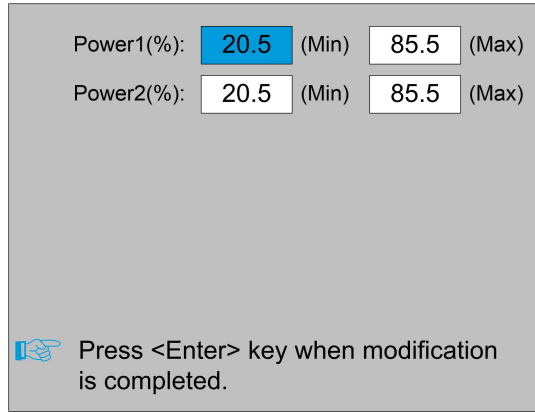 Power1(%): 20.5 (Min) 85.5 (Max)
Power2(%): 20.5 (Min) 85.5 (Max)
Press <Enter> key when modification
is completed.